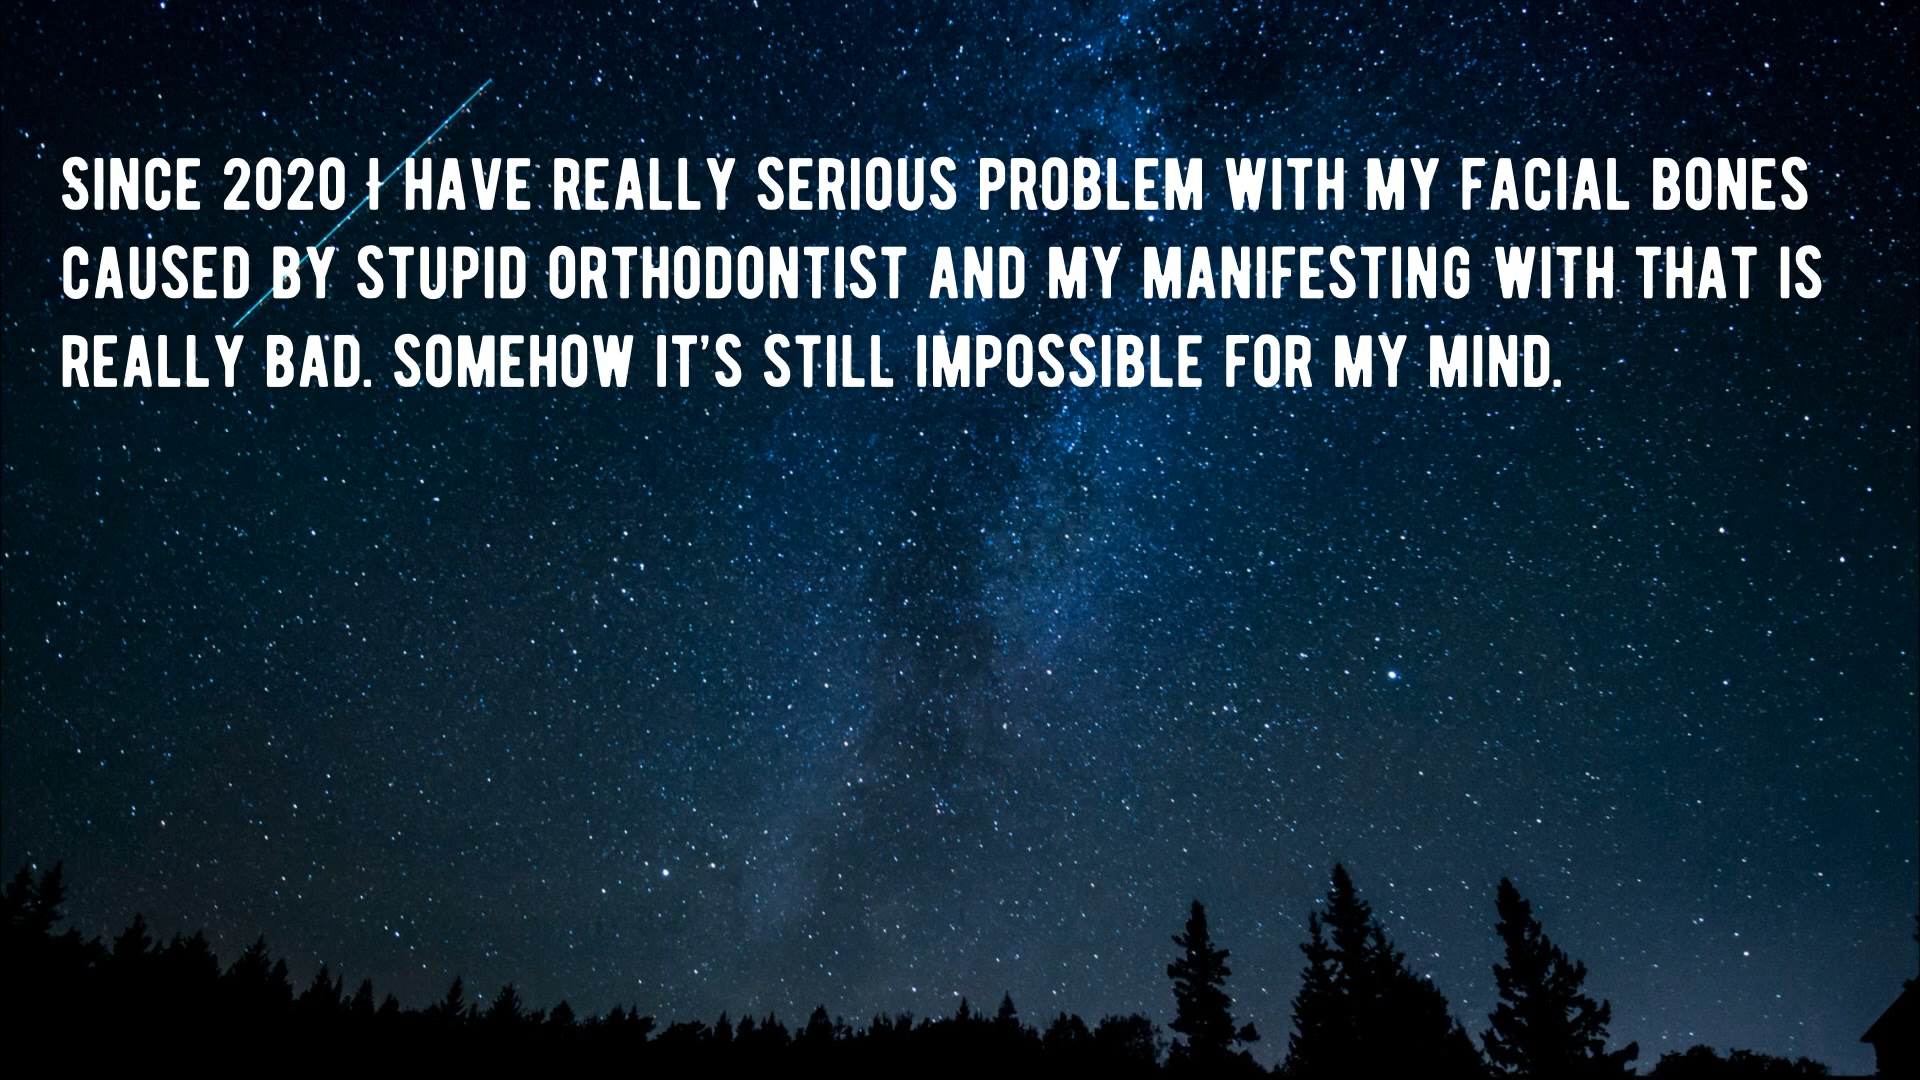 SINCE 2020 I HAVE REALLY SERIOUS PROBLEM WITH MY FACIAL BONES
CAUSED BY STUPID ORTHODONTIST AND MY MANIFESTING WITH THAT IS
REALLY BAD. SOMEHOW IT'S STILL IMPOSSIBLE FOR MY MIND.